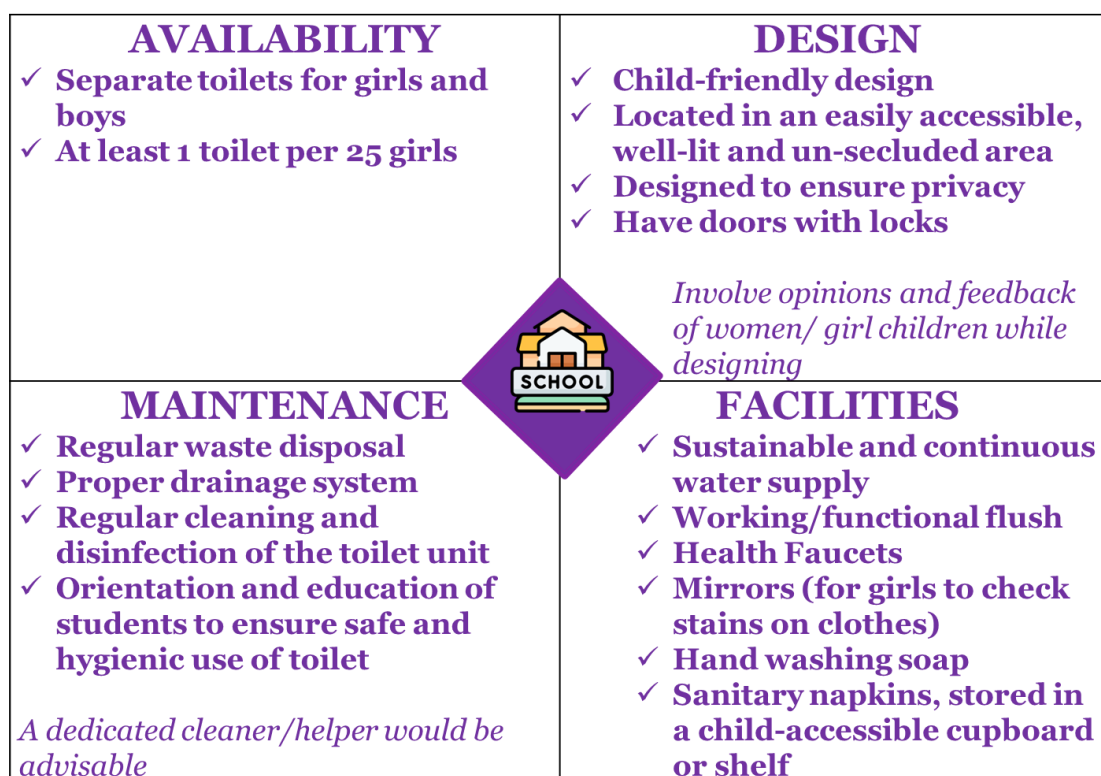 AVAILABILITY
✓ Separate toilets for girls and
boys
✓ At least 1 toilet per 25 girls
DESIGN
✓ Child-friendly design
✓ Located in an easily accessible,
well-lit and un-secluded area
✓ Designed to ensure privacy
✓ Have doors with locks
Involve opinions and feedback
of women/ girl children while
designing
SCHOOL
MAINTENANCE
✓ Regular waste disposal
✓ Proper drainage system
✓ Regular cleaning and
disinfection of the toilet unit
✓ Orientation and education of
students to ensure safe and
hygienic use of toilet
A dedicated cleaner/helper would be
advisable
FACILITIES
✓ Sustainable and continuous
water supply
✓ Working/functional flush
✓ Health Faucets
✓ Mirrors (for girls to check
stains on clothes)
✓ Hand washing soap
✓ Sanitary napkins, stored in
a child-accessible cupboard
or shelf